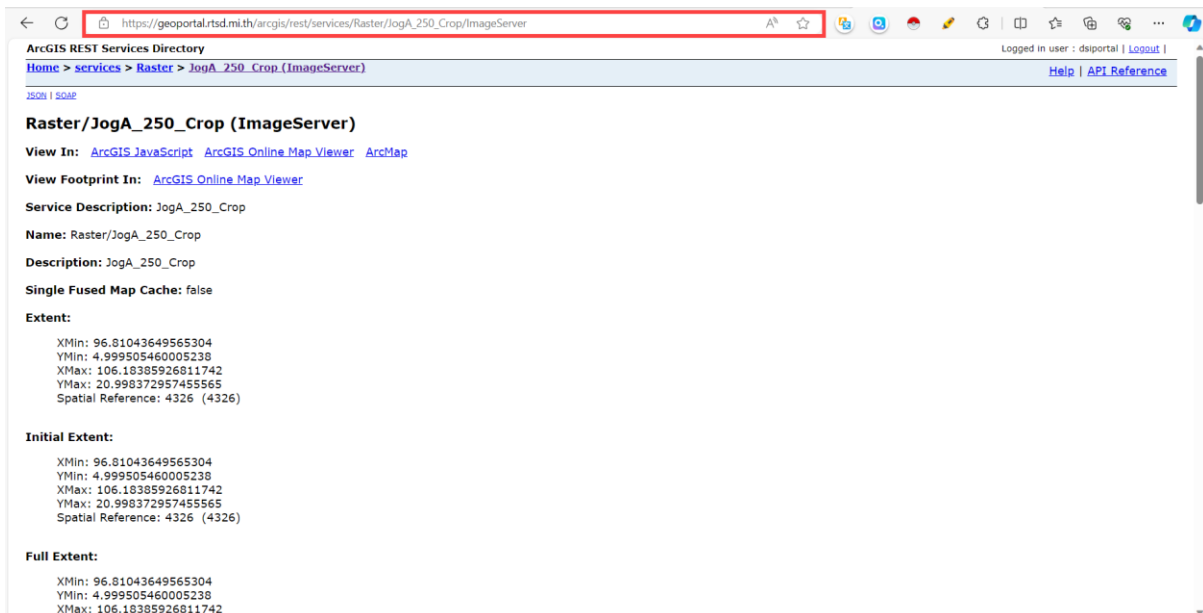 https://geoportal.rtsd.mi.th/arcgis/rest/services/Raster/JogA_250_Crop/ImageServer
ArcGIS REST Services Directory
Logged in user : dsiportal | Logout |
Home > services > Raster > JogA_250_Crop (ImageServer)
Help | API Reference
JSON | SOAP
Raster/JogA_250_Crop (ImageServer)
View In: ArcGIS JavaScript ArcGIS Online Map Viewer ArcMap
View Footprint In: ArcGIS Online Map Viewer
Service Description: JogA_250_Crop
Name: Raster/JogA_250_Crop
Description: JogA_250_Crop
Single Fused Map Cache: false
Extent:
XMin: 96.81043649565304
YMin: 4.999505460005238
XMax: 106.18385926811742
YMax: 20.998372957455565
Spatial Reference: 4326 (4326)
Initial Extent:
XMin: 96.81043649565304
YMin: 4.999505460005238
XMax: 106.18385926811742
YMax: 20.998372957455565
Spatial Reference: 4326 (4326)
Full Extent:
XMin: 96.81043649565304
YMin: 4.999505460005238
XMax: 106.18385926811742